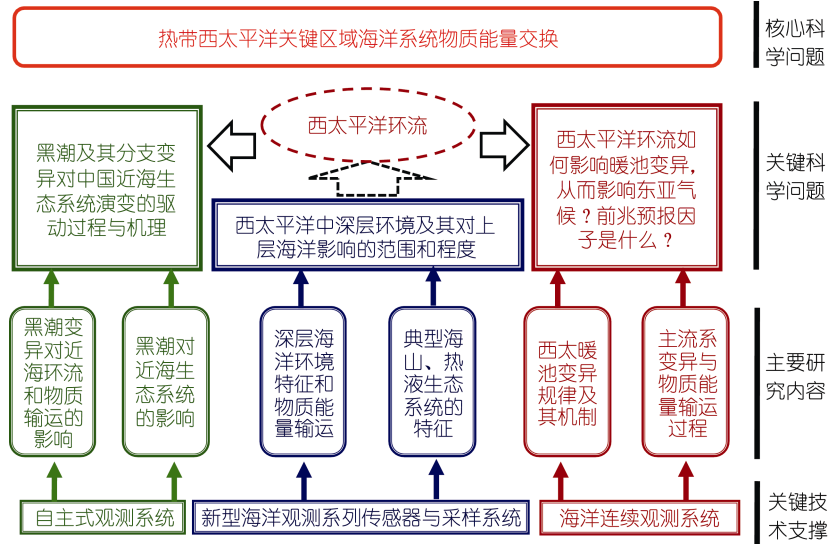 热带西太平洋关键区域海洋系统物质能量交换
核心科
学问题
西太平洋环流
黑潮及其分支变
异对中国近海生
态系统演变的驱
动过程与机理
西太平洋中深层环境及其对上
层海洋影响的范围和程度
西太平洋环流如
何影响暖池变异,
从而影响东亚气
候？前兆预报因
子是什么？
关键科
学问题
黑潮变
异对近
海环流
和物质
输运的
影响
黑潮对
近海生
态系统
的影响
深层海
洋环境
特征和
物质能
量输运
典型海
山、热
液生态
系统的
特征
西太暖
池变异
规律及
其机制
主流系
变异与
物质能
量输运
过程
主要研
究内容
自主式观测系统
新型海洋观测系列传感器与采样系统
海洋连续观测系统
关键技
术支撑